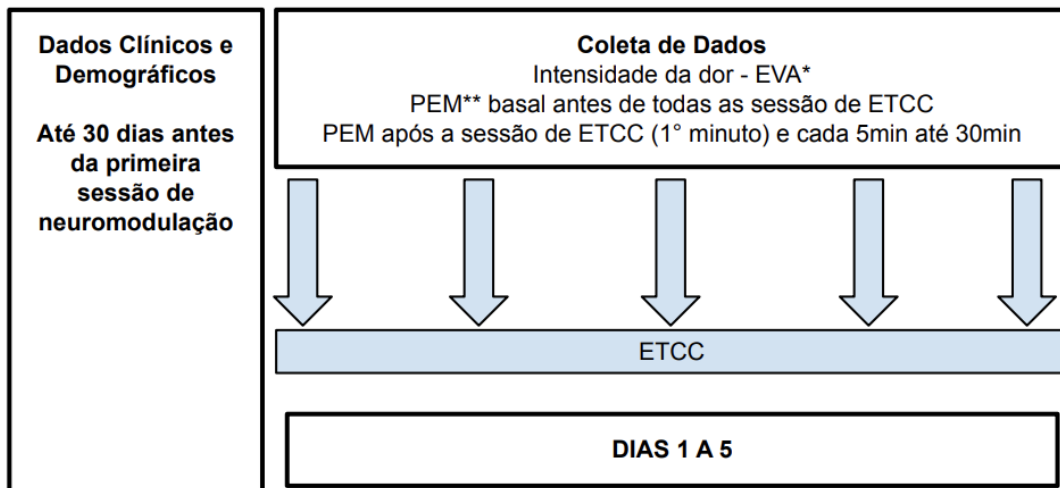 Dados Clínicos e
Demográficos
Até 30 dias antes
da primeira
sessão de
neuromodulação
Coleta de Dados
Intensidade da dor - EVA*
PEM** basal antes de todas as sessão de ETCC
PEM após a sessão de ETCC (1° minuto) e cada 5min até 30min
ETCC
DIAS 1 A 5